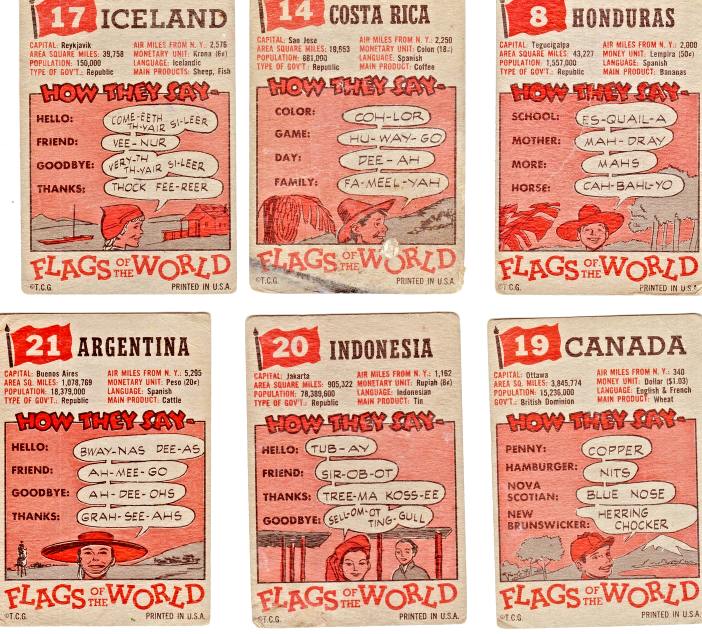 17 ICELAND
CAPITAL: Reykjavik
AREA SQUARE MILES: 39,758
POPULATION: 150,000
TYPE OF GOV'T.: Republic
AIR MILES FROM N. Y.: 2,576
MONETARY UNIT: Krona (6¢)
LANGUAGE: Icelandic
MAIN PRODUCTS: Sheep, Fish
HOW THEY SAY-
HELLO: COME-EETH TH-YAIR SI-LEER
FRIEND: VEE-NUR
GOODBYE: VERY-TH TH-YAIR SI-LEER
THANKS: THOCK FEE-REER
FLAGS OF THE WORLD
©T.C.G. PRINTED IN U.S.A.
14 COSTA RICA
CAPITAL: San Jose
AREA SQUARE MILES: 19,653
POPULATION: 881,090
TYPE OF GOV'T.: Republic
AIR MILES FROM N. Y.: 2,250
MONETARY UNIT: Colon (18¢)
LANGUAGE: Spanish
MAIN PRODUCT: Coffee
HOW THEY SAY-
COLOR: COH-LOR
GAME: HU-WAY-GO
DAY: DEE-AH
FAMILY: FA-MEEL-YAH
FLAGS OF THE WORLD
©T.C.G. PRINTED IN U.S.A.
8 HONDURAS
CAPITAL: Tegucigalpa
AREA SQUARE MILES: 43,227
POPULATION: 1,557,000
TYPE OF GOV'T.: Republic
AIR MILES FROM N. Y.: 2,000
MONEY UNIT: Lempira (50¢)
LANGUAGE: Spanish
MAIN PRODUCTS: Bananas
HOW THEY SAY-
SCHOOL: ES-QUAIL-A
MOTHER: MAH-DRAY
MORE: MAHS
HORSE: CAH-BAHL-YO
FLAGS OF THE WORLD
©T.C.G. PRINTED IN U.S.A.
21 ARGENTINA
CAPITAL: Buenos Aires
AREA SQ. MILES: 1,078,769
POPULATION: 18,379,000
TYPE OF GOV'T.: Republic
AIR MILES FROM N. Y.: 5,295
MONETARY UNIT: Peso (20¢)
LANGUAGE: Spanish
MAIN PRODUCT: Cattle
HOW THEY SAY-
HELLO: BWAY-NAS DEE-AS
FRIEND: AH-MEE-GO
GOODBYE: AH-DEE-OHS
THANKS: GRAH-SEE-AHS
FLAGS OF THE WORLD
©T.C.G. PRINTED IN U.S.A.
20 INDONESIA
CAPITAL: Jakarta
AREA SQUARE MILES: 905,322
POPULATION: 78,389,600
TYPE OF GOV'T.: Republic
AIR MILES FROM N. Y.: 1,162
MONETARY UNIT: Rupiah (8¢)
LANGUAGE: Indonesian
MAIN PRODUCT: Tin
HOW THEY SAY-
HELLO: TUB-AY
FRIEND: SIR-OB-OT
THANKS: TREE-MA KOSS-EE
GOODBYE: SELL-OM-OT TING-GULL
FLAGS OF THE WORLD
©T.C.G. PRINTED IN U.S.A.
19 CANADA
CAPITAL: Ottawa
AREA SQ. MILES: 3,845,774
POPULATION: 15,236,000
GOV'T.: British Dominion
AIR MILES FROM N. Y.: 340
MONEY UNIT: Dollar ($1.03)
LANGUAGE: English & French
MAIN PRODUCT: Wheat
HOW THEY SAY-
PENNY: COPPER
HAMBURGER: NITS
NOVA SCOTIAN: BLUE NOSE
NEW BRUNSWICKER: HERRING CHOCKER
FLAGS OF THE WORLD
©T.C.G. PRINTED IN U.S.A.